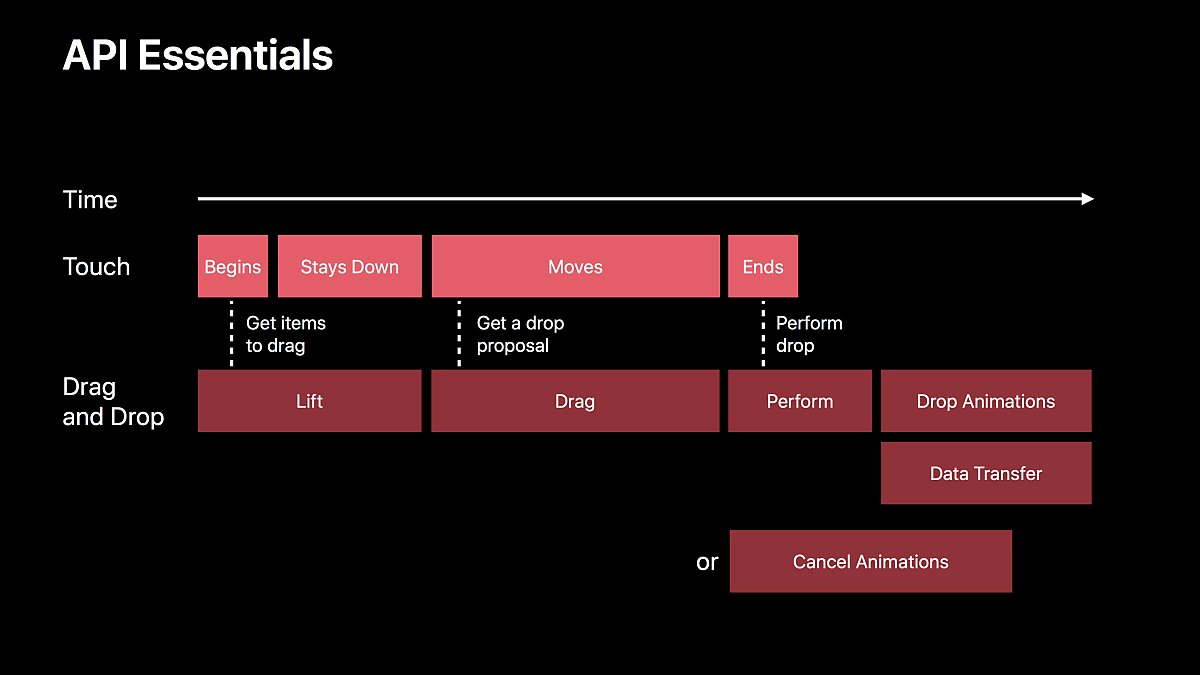 API Essentials
Time
Touch
Begins
Stays Down
Moves
Ends
Get items
to drag
Get a drop
proposal
Perform
drop
Drag
and Drop
Lift
Drag
Perform
Drop Animations
Data Transfer
or
Cancel Animations